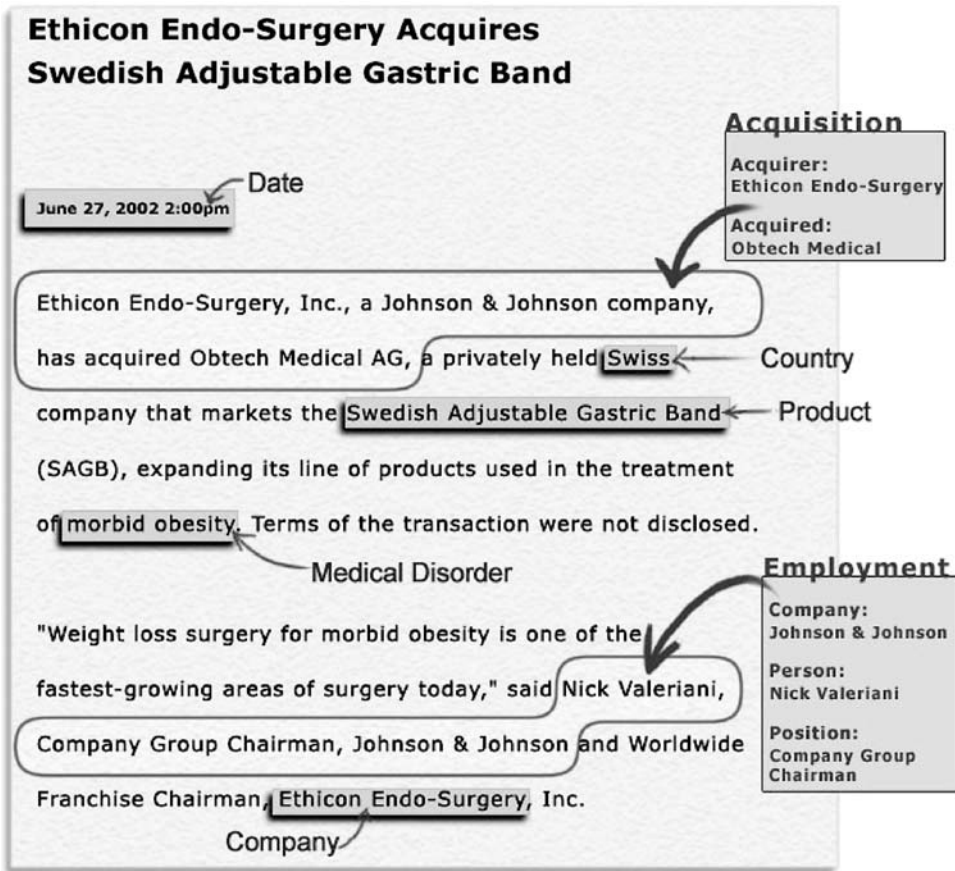 Ethicon Endo-Surgery Acquires
Swedish Adjustable Gastric Band
Acquisition
Acquirer:
Ethicon Endo-Surgery
Acquired:
Obtech Medical
Date
June 27, 2002 2:00pm
Ethicon Endo-Surgery, Inc., a Johnson & Johnson company,
has acquired Obtech Medical AG, a privately held Swiss
Country
company that markets the Swedish Adjustable Gastric Band
Product
(SAGB), expanding its line of products used in the treatment
of morbid obesity. Terms of the transaction were not disclosed.
Medical Disorder
Employment
Company:
Johnson & Johnson
Person:
Nick Valeriani
Position:
Company Group
Chairman
"Weight loss surgery for morbid obesity is one of the
fastest-growing areas of surgery today," said Nick Valeriani,
Company Group Chairman, Johnson & Johnson and Worldwide
Franchise Chairman, Ethicon Endo-Surgery, Inc.
Company